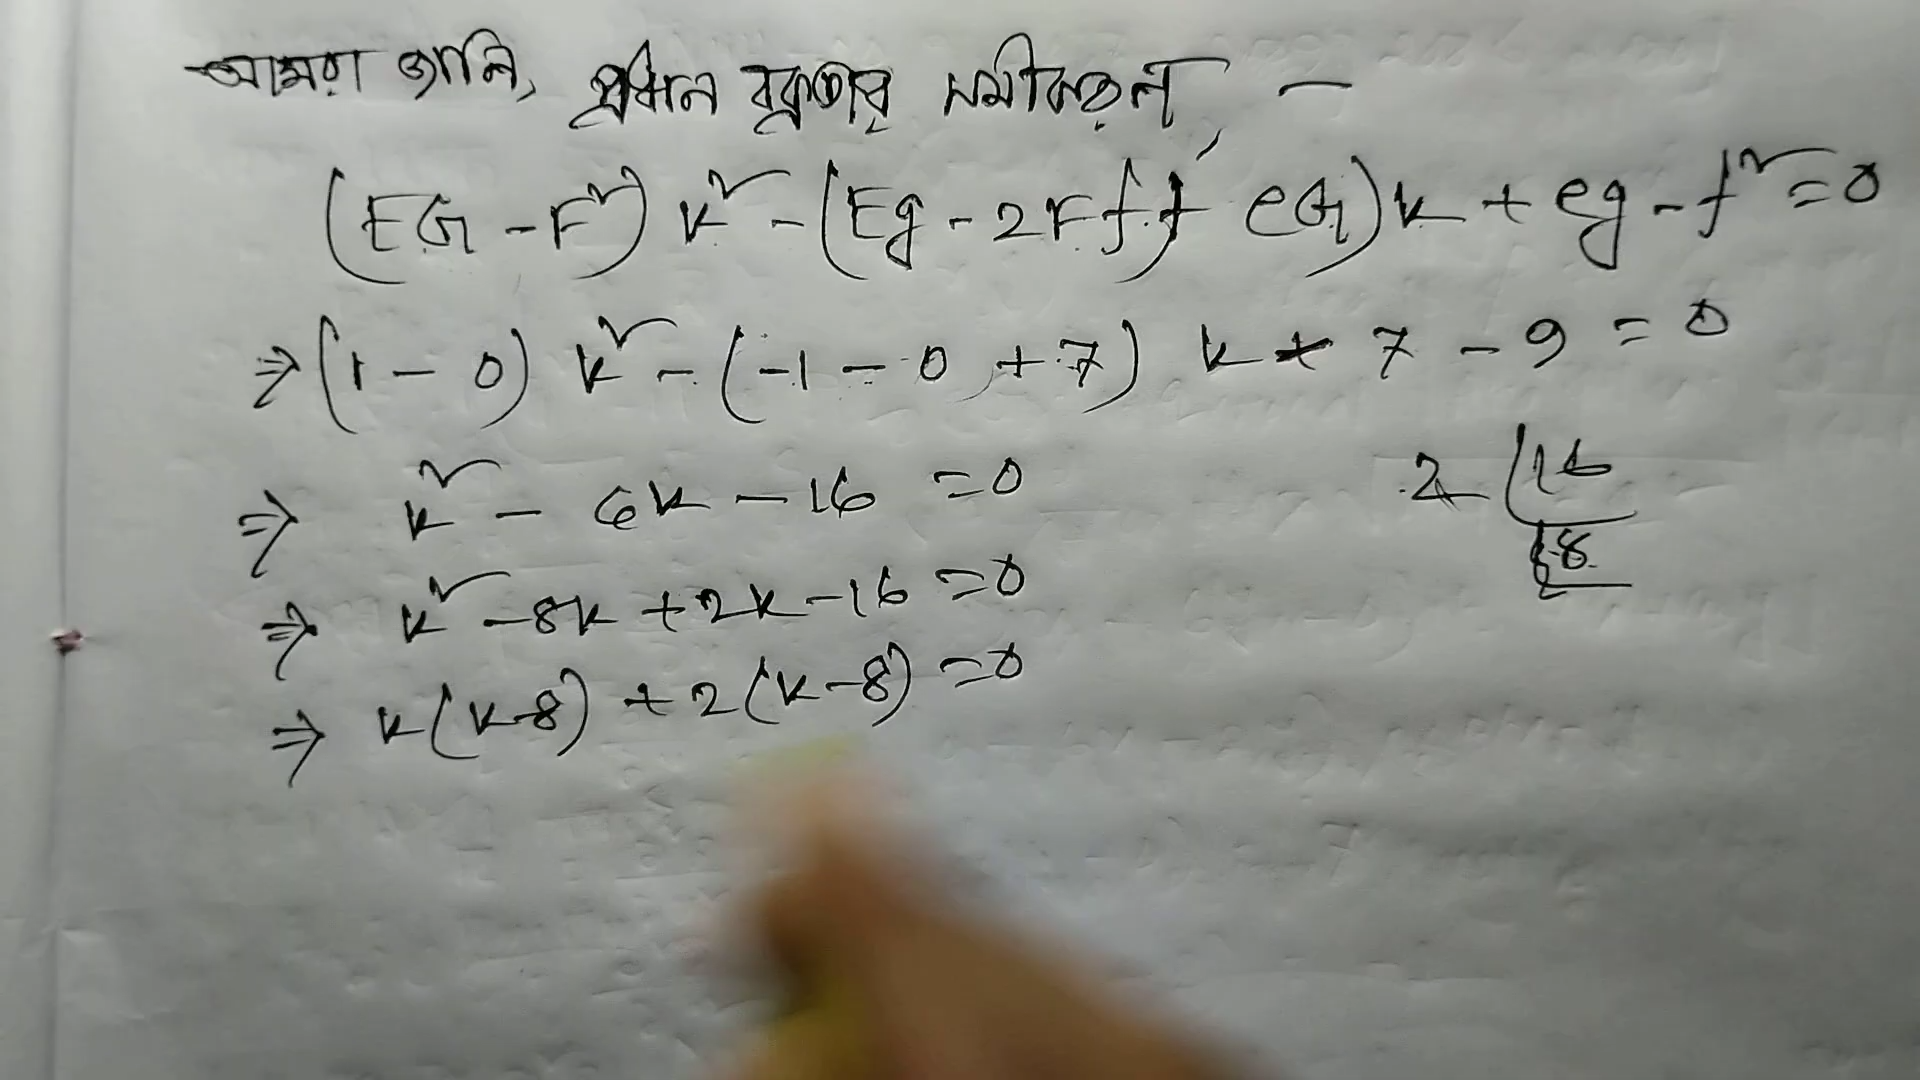 আমরা জানি, প্রধান বক্রতার সমীকরণ, —
(EG - F²) k² - (Eg - 2Ff + eG)k + eg - f² = 0
⇒ (1 - 0) k² - (-1 - 0 + 7) k + 7 - 9 = 0
⇒ k² - 6k - 16 = 0
2 | 16
8
⇒ k² - 8k + 2k - 16 = 0
⇒ k(k-8) + 2(k-8) = 0